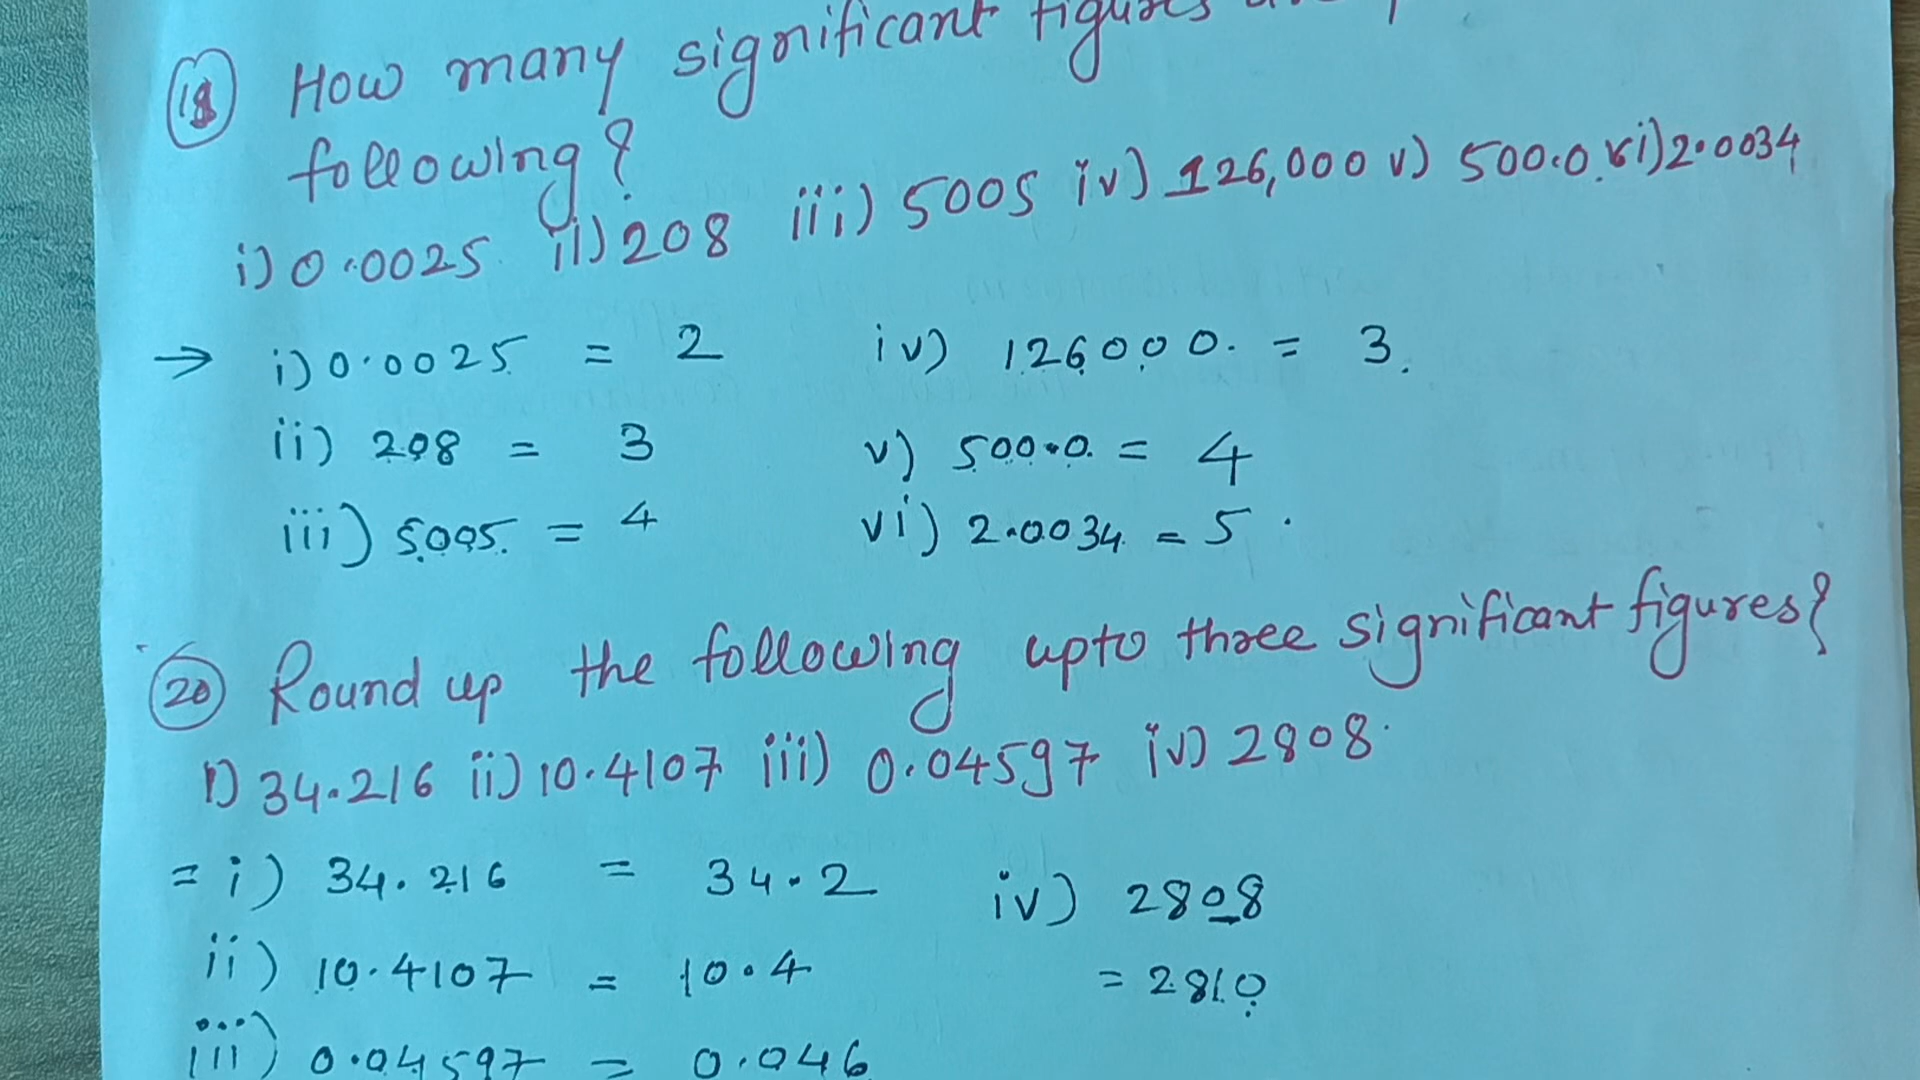 18 How many significant figures
following?
i) 0.0025 ii) 208 iii) 5005 iv) 126,000 v) 500.0 vi) 2.0034
→ i) 0.0025 = 2 iv) 126000. = 3.
ii) 208 = 3 v) 500.0. = 4
iii) 5005. = 4 vi) 2.0034 = 5.
20 Round up the following upto three significant figures?
1) 34.216 ii) 10.4107 iii) 0.04597 iv) 2808.
= i) 34.216 = 34.2 iv) 2808
ii) 10.4107 = 10.4 = 2810
iii) 0.04597 = 0.046